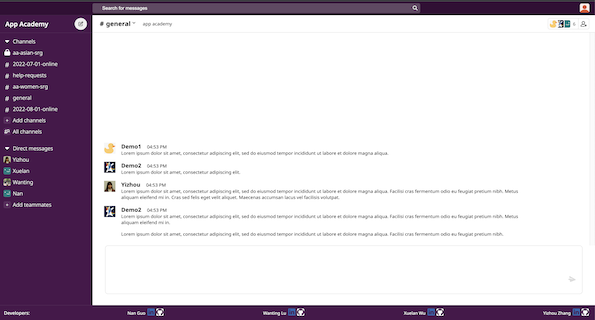 Search for messages
App Academy
Channels
aa-asian-srg
# 2022-07-01-online
# help-requests
# aa-women-srg
# general
# 2022-08-01-online
+ Add channels
All channels
Direct messages
Yizhou
Xuelan
Wanting
Nan
+ Add teammates
# general
app academy
6
Demo1 04:53 PM
Lorem ipsum dolor sit amet, consectetur adipiscing elit, sed do eiusmod tempor incididunt ut labore et dolore magna aliqua.
Demo2 04:53 PM
Lorem ipsum dolor sit amet, consectetur adipiscing elit.
Yizhou 04:53 PM
Lorem ipsum dolor sit amet, consectetur adipiscing elit, sed do eiusmod tempor incididunt ut labore et dolore magna aliqua. Facilisi cras fermentum odio eu feugiat pretium nibh. Metus
aliquam eleifend mi in. Cras sed felis eget velit aliquet. Maecenas accumsan lacus vel facilisis volutpat.
Demo2 04:53 PM
Lorem ipsum dolor sit amet, consectetur adipiscing elit, sed do eiusmod tempor incididunt ut labore et dolore magna aliqua. Facilisi cras fermentum odio eu feugiat pretium nibh. Metus
aliquam eleifend mi in.
Lorem ipsum dolor sit amet, consectetur adipiscing elit, sed do eiusmod tempor incididunt ut labore et dolore magna aliqua. Facilisi cras fermentum odio eu feugiat pretium nibh.
Developers:
Nan Guo
Wanting Lu
Xuelan Wu
Yizhou Zhang